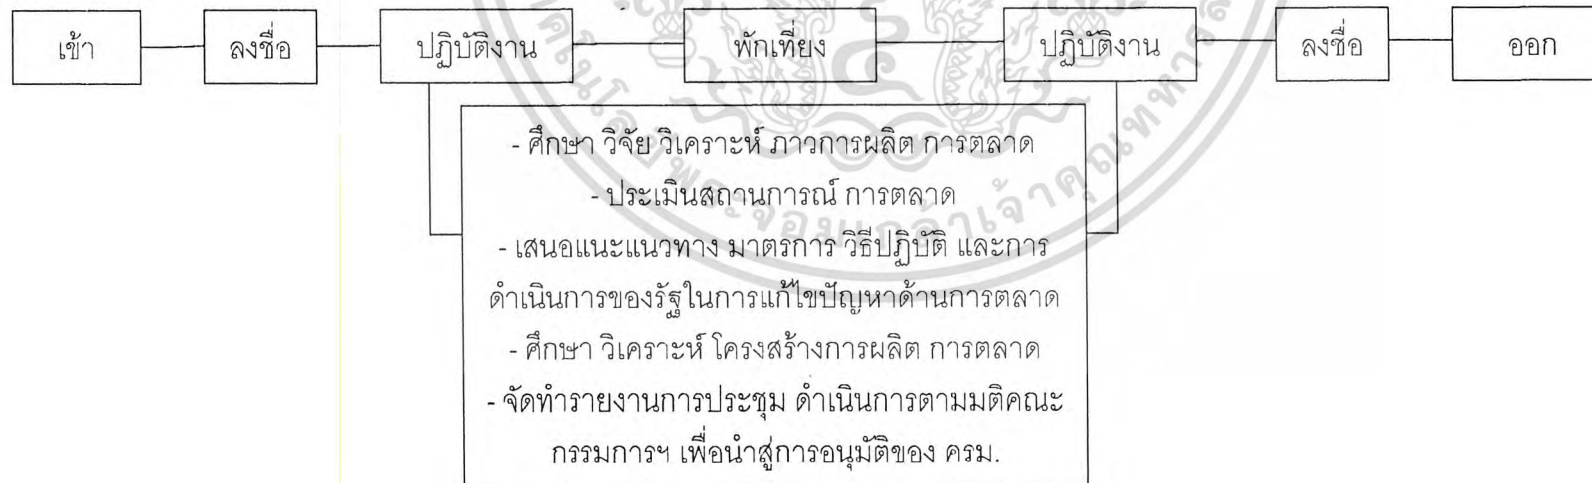 เข้า
ลงชื่อ
ปฏิบัติงาน
พักเที่ยง
ปฏิบัติงาน
ลงชื่อ
ออก
- ศึกษา วิจัย วิเคราะห์ ภาวการผลิต การตลาด
- ประเมินสถานการณ์ การตลาด
- เสนอแนะแนวทาง มาตรการ วิธีปฏิบัติ และการ
ดำเนินการของรัฐในการแก้ไขปัญหาด้านการตลาด
- ศึกษา วิเคราะห์ โครงสร้างการผลิต การตลาด
- จัดทำรายงานการประชุม ดำเนินการตามมติคณะ
กรรมการฯ เพื่อนำสู่การอนุมัติของ ครม.